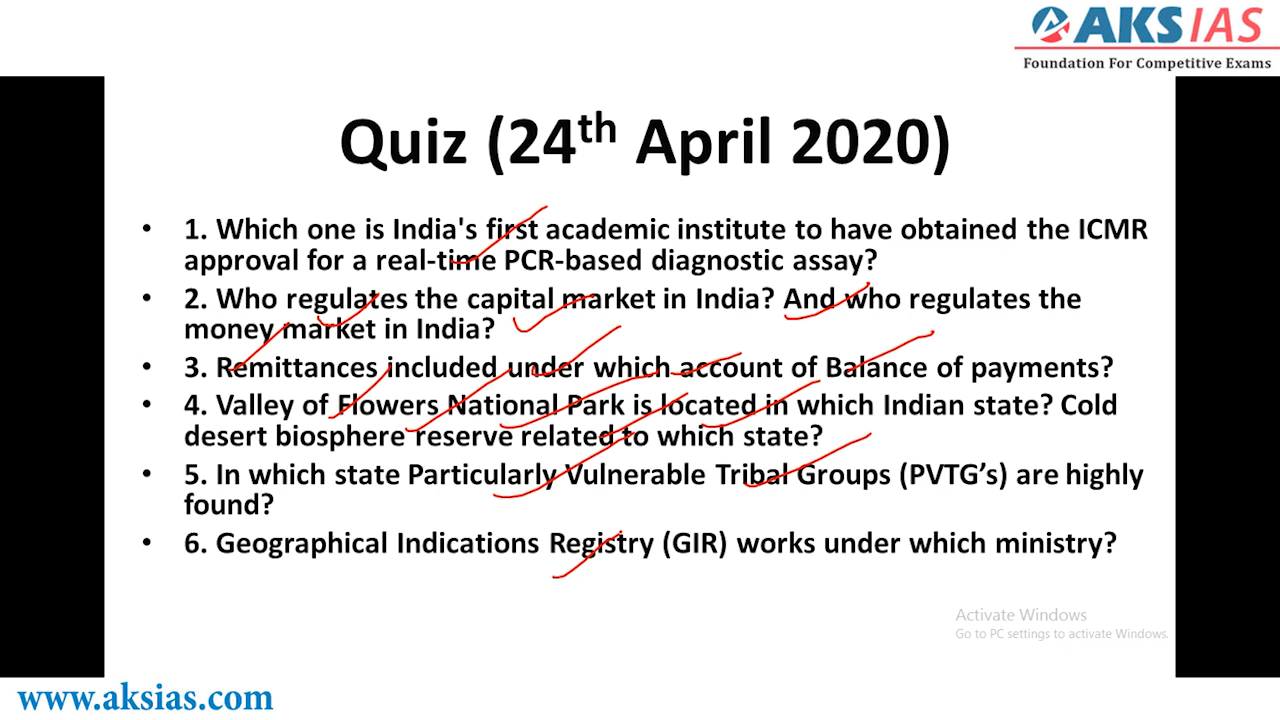 AKS IAS
Foundation For Competitive Exams
Quiz (24th April 2020)
• 1. Which one is India's first academic institute to have obtained the ICMR
approval for a real-time PCR-based diagnostic assay?
• 2. Who regulates the capital market in India? And who regulates the
money market in India?
• 3. Remittances included under which account of Balance of payments?
• 4. Valley of Flowers National Park is located in which Indian state? Cold
desert biosphere reserve related to which state?
• 5. In which state Particularly Vulnerable Tribal Groups (PVTG’s) are highly
found?
• 6. Geographical Indications Registry (GIR) works under which ministry?
Activate Windows
Go to PC settings to activate Windows.
www.aksias.com